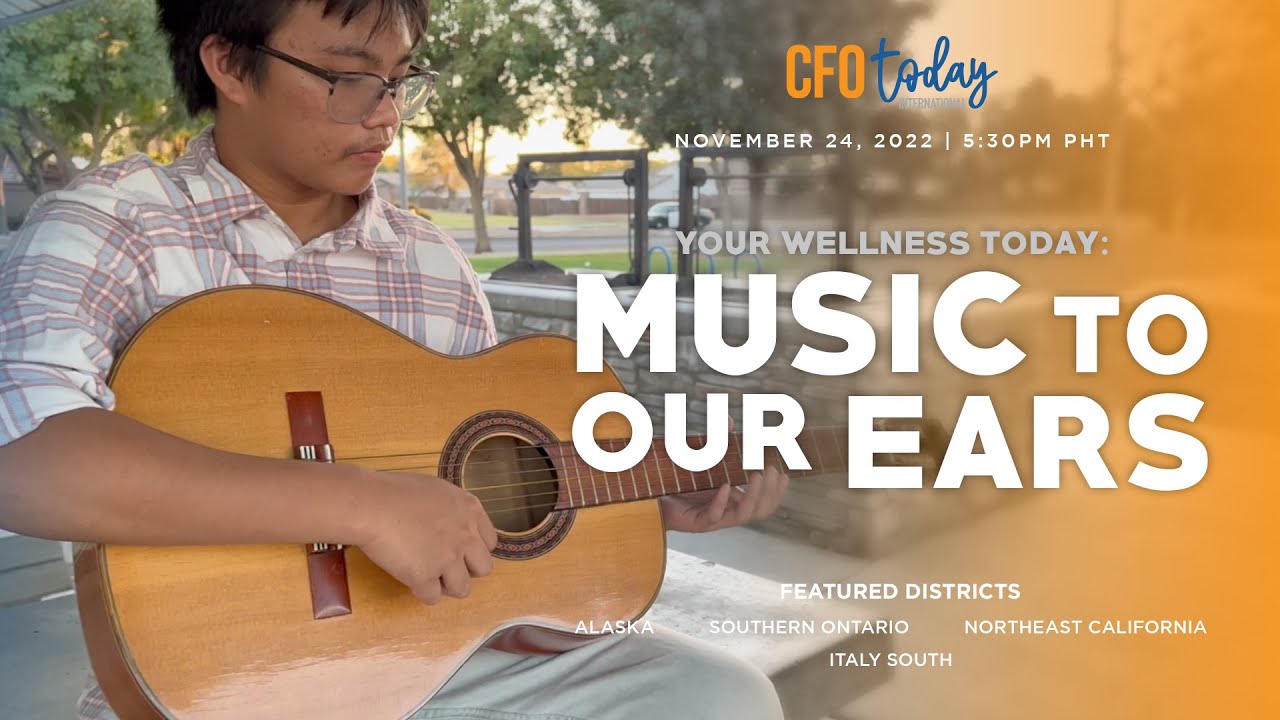 CFO today
INTERNATIONAL
NOVEMBER 24, 2022 | 5:30PM PHT
YOUR WELLNESS TODAY:
MUSIC TO
OUR EARS
FEATURED DISTRICTS
ALASKA SOUTHERN ONTARIO NORTHEAST CALIFORNIA
ITALY SOUTH